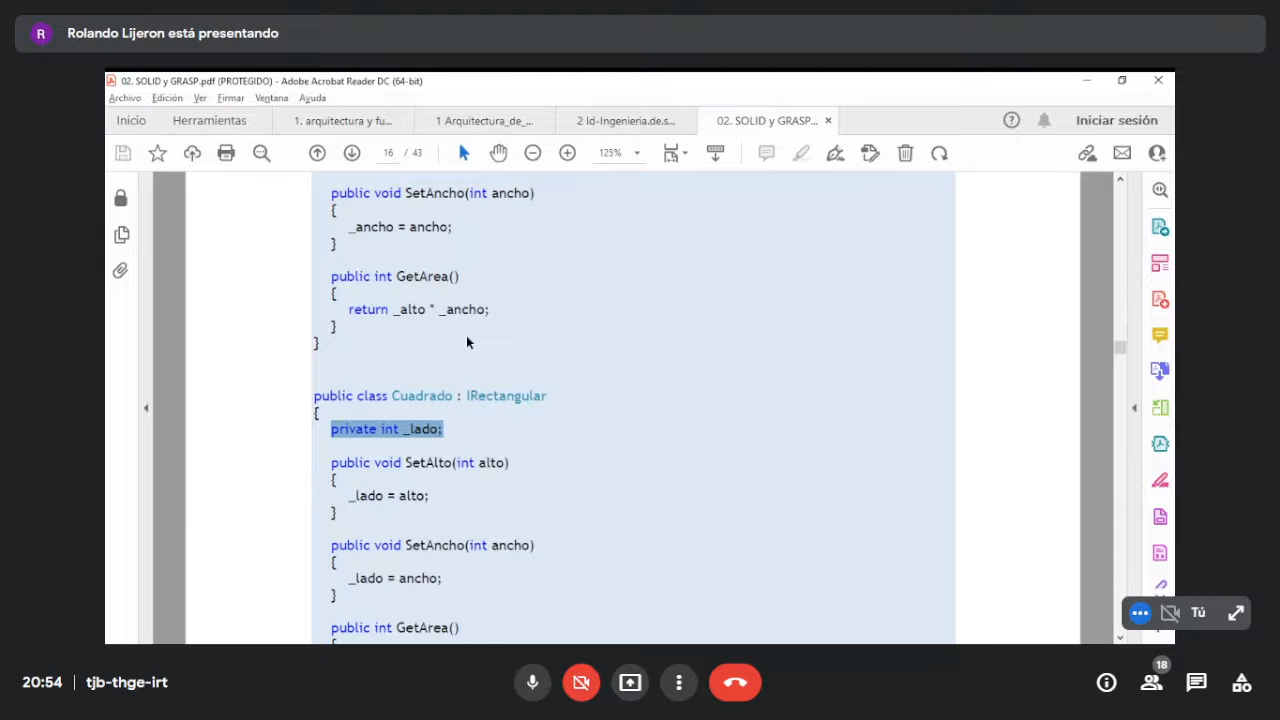 R Rolando Lijeron está presentando
02. SOLID y GRASP.pdf (PROTEGIDO) - Adobe Acrobat Reader DC (64-bit)
Archivo Edición Ver Firmar Ventana Ayuda
Inicio Herramientas 1. arquitectura y fu... 1 Arquitectura_de_... 2 Id-Ingenieria.de.s... 02. SOLID y GRASP... × Iniciar sesión
16 / 43 125%
public void SetAncho(int ancho)
{
_ancho = ancho;
}
public int GetArea()
{
return _alto * _ancho;
}
}
public class Cuadrado : IRectangular
{
private int _lado;
public void SetAlto(int alto)
{
_lado = alto;
}
public void SetAncho(int ancho)
{
_lado = ancho;
}
public int GetArea()
{
Tú
20:54 | tjb-thge-irt
18